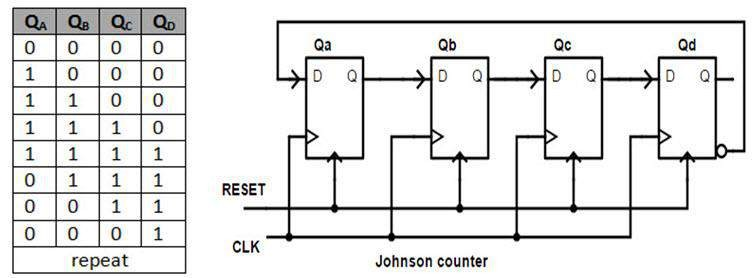 QA QB QC QD
0 0 0 0
1 0 0 0
1 1 0 0
1 1 1 0
1 1 1 1
0 1 1 1
0 0 1 1
0 0 0 1
repeat
Qa Qb Qc Qd
D Q D Q D Q D Q
RESET
CLK
Johnson counter